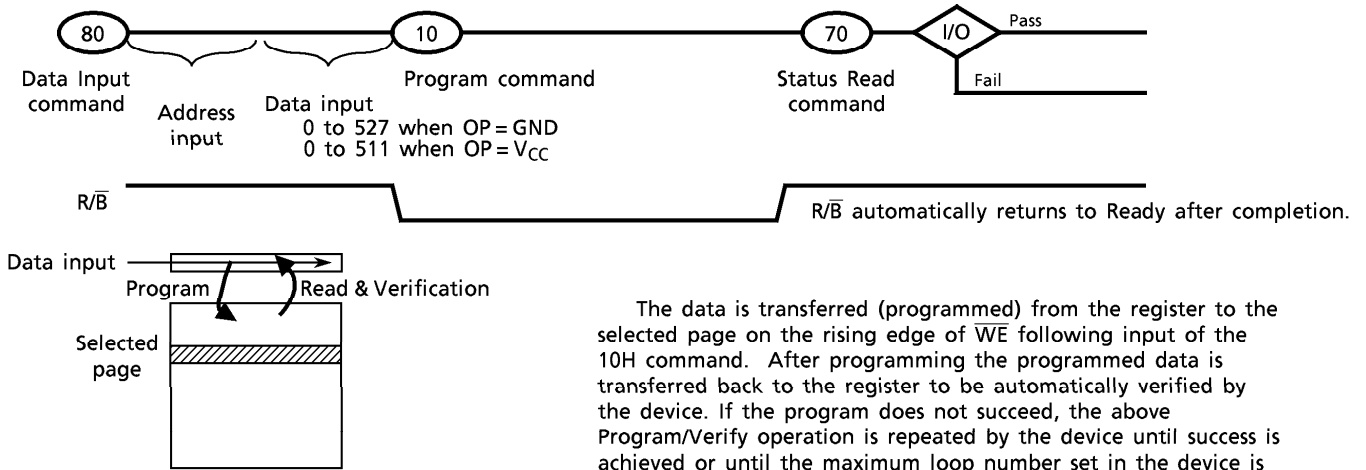 80
10
70
I/O
Pass
Fail
Data Input
command
Address
input
Data input
0 to 527 when OP = GND
0 to 511 when OP = VCC
Program command
Status Read
command
R/B̅
R/B̅ automatically returns to Ready after completion.
Data input
Program
Read & Verification
Selected
page
The data is transferred (programmed) from the register to the
selected page on the rising edge of W̅E̅ following input of the
10H command. After programming the programmed data is
transferred back to the register to be automatically verified by
the device. If the program does not succeed, the above
Program/Verify operation is repeated by the device until success is
achieved or until the maximum loop number set in the device is